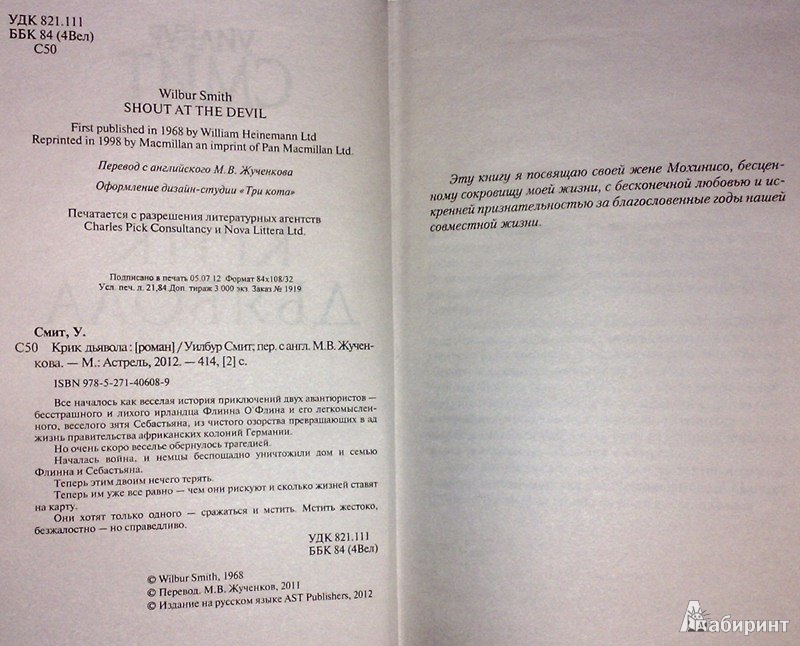 УДК 821.111
ББК 84 (4Вел)
С50
Wilbur Smith
SHOUT AT THE DEVIL
First published in 1968 by William Heinemann Ltd
Reprinted in 1998 by Macmillan an imprint of Pan Macmillan Ltd.
Перевод с английского М.В. Жученкова
Оформление дизайн-студии «Три кота»
Печатается с разрешения литературных агентств
Charles Pick Consultancy и Nova Littera Ltd.
Подписано в печать 05.07.12 Формат 84х108/32
Усл. печ. л. 21,84 Доп. тираж 3 000 экз. Заказ № 1919
Смит, У.
С50 Крик дьявола : [роман] / Уилбур Смит; пер. с англ. М.В. Жучен-
кова. — М.: Астрель, 2012. — 414, [2] с.
ISBN 978-5-271-40608-9
Все началось как веселая история приключений двух авантюристов —
бесстрашного и лихого ирландца Флинна О'Флина и его легкомыслен-
ного, веселого зятя Себастьяна, из чистого озорства превращающих в ад
жизнь правительства африканских колоний Германии.
Но очень скоро веселье обернулось трагедией.
Началась война, и немцы беспощадно уничтожили дом и семью
Флинна и Себастьяна.
Теперь этим двоим нечего терять.
Теперь им уже все равно — чем они рискуют и сколько жизней ставят
на карту.
Они хотят только одного — сражаться и мстить. Мстить жестоко,
безжалостно — но справедливо.
УДК 821.111
ББК 84 (4Вел)
© Wilbur Smith, 1968
© Перевод. М.В. Жученков, 2011
© Издание на русском языке AST Publishers, 2012
Эту книгу я посвящаю своей жене Мохинисо, бесцен-
ному сокровищу моей жизни, с бесконечной любовью и ис-
кренней признательностью за благословенные годы нашей
совместной жизни.
Лабиринт